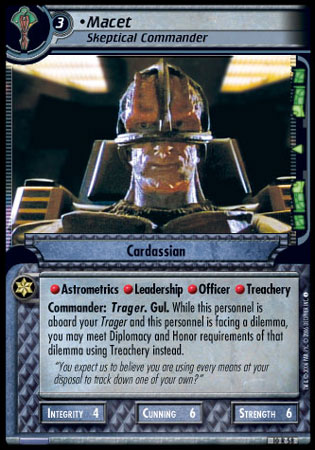 3 •Macet
Skeptical Commander
Cardassian
•Astrometrics •Leadership •Officer •Treachery
Commander: Trager. Gul. While this personnel is
aboard your Trager and this personnel is facing a dilemma,
you may meet Diplomacy and Honor requirements of that
dilemma using Treachery instead.
"You expect us to believe you are using every means at your
disposal to track down one of your own?"
INTEGRITY 4 CUNNING 6 STRENGTH 6
10 R 58